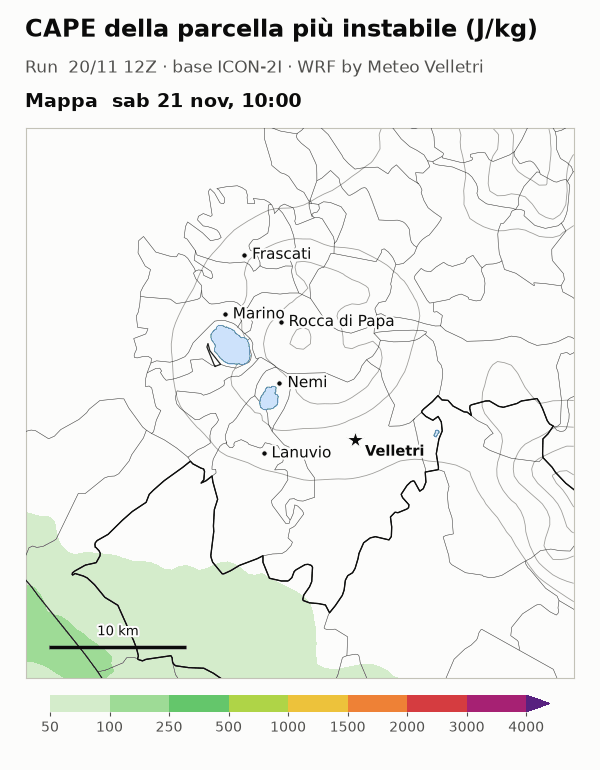 CAPE della parcella più instabile (J/kg)
Run  20/11 12Z · base ICON-2I · WRF by Meteo Velletri
Mappa  sab 21 nov, 10:00
Frascati
Marino
Rocca di Papa
Nemi
Velletri
Lanuvio
10 km
50 100 250 500 1000 1500 2000 3000 4000